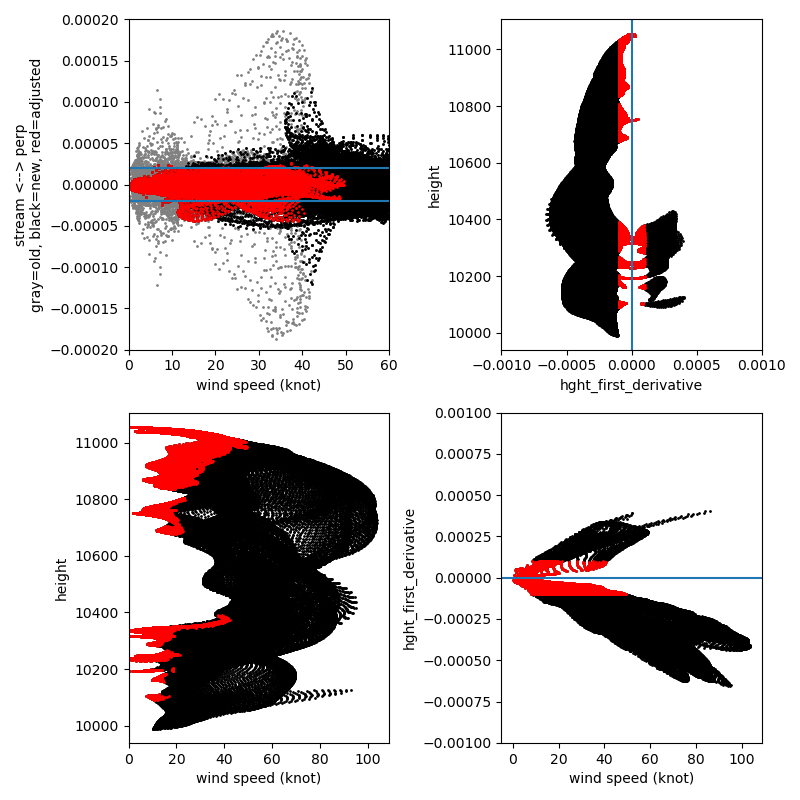 0.00020
0.00015
0.00010
0.00005
0.00000
−0.00005
−0.00010
−0.00015
−0.00020
0 10 20 30 40 50 60
wind speed (knot)
stream <--> perp
gray=old, black=new, red=adjusted
11000
10800
10600
10400
10200
10000
−0.0010 −0.0005 0.0000 0.0005 0.0010
hght_first_derivative
height
11000
10800
10600
10400
10200
10000
0 20 40 60 80 100
wind speed (knot)
height
0.00100
0.00075
0.00050
0.00025
0.00000
−0.00025
−0.00050
−0.00075
−0.00100
0 20 40 60 80 100
wind speed (knot)
hght_first_derivative